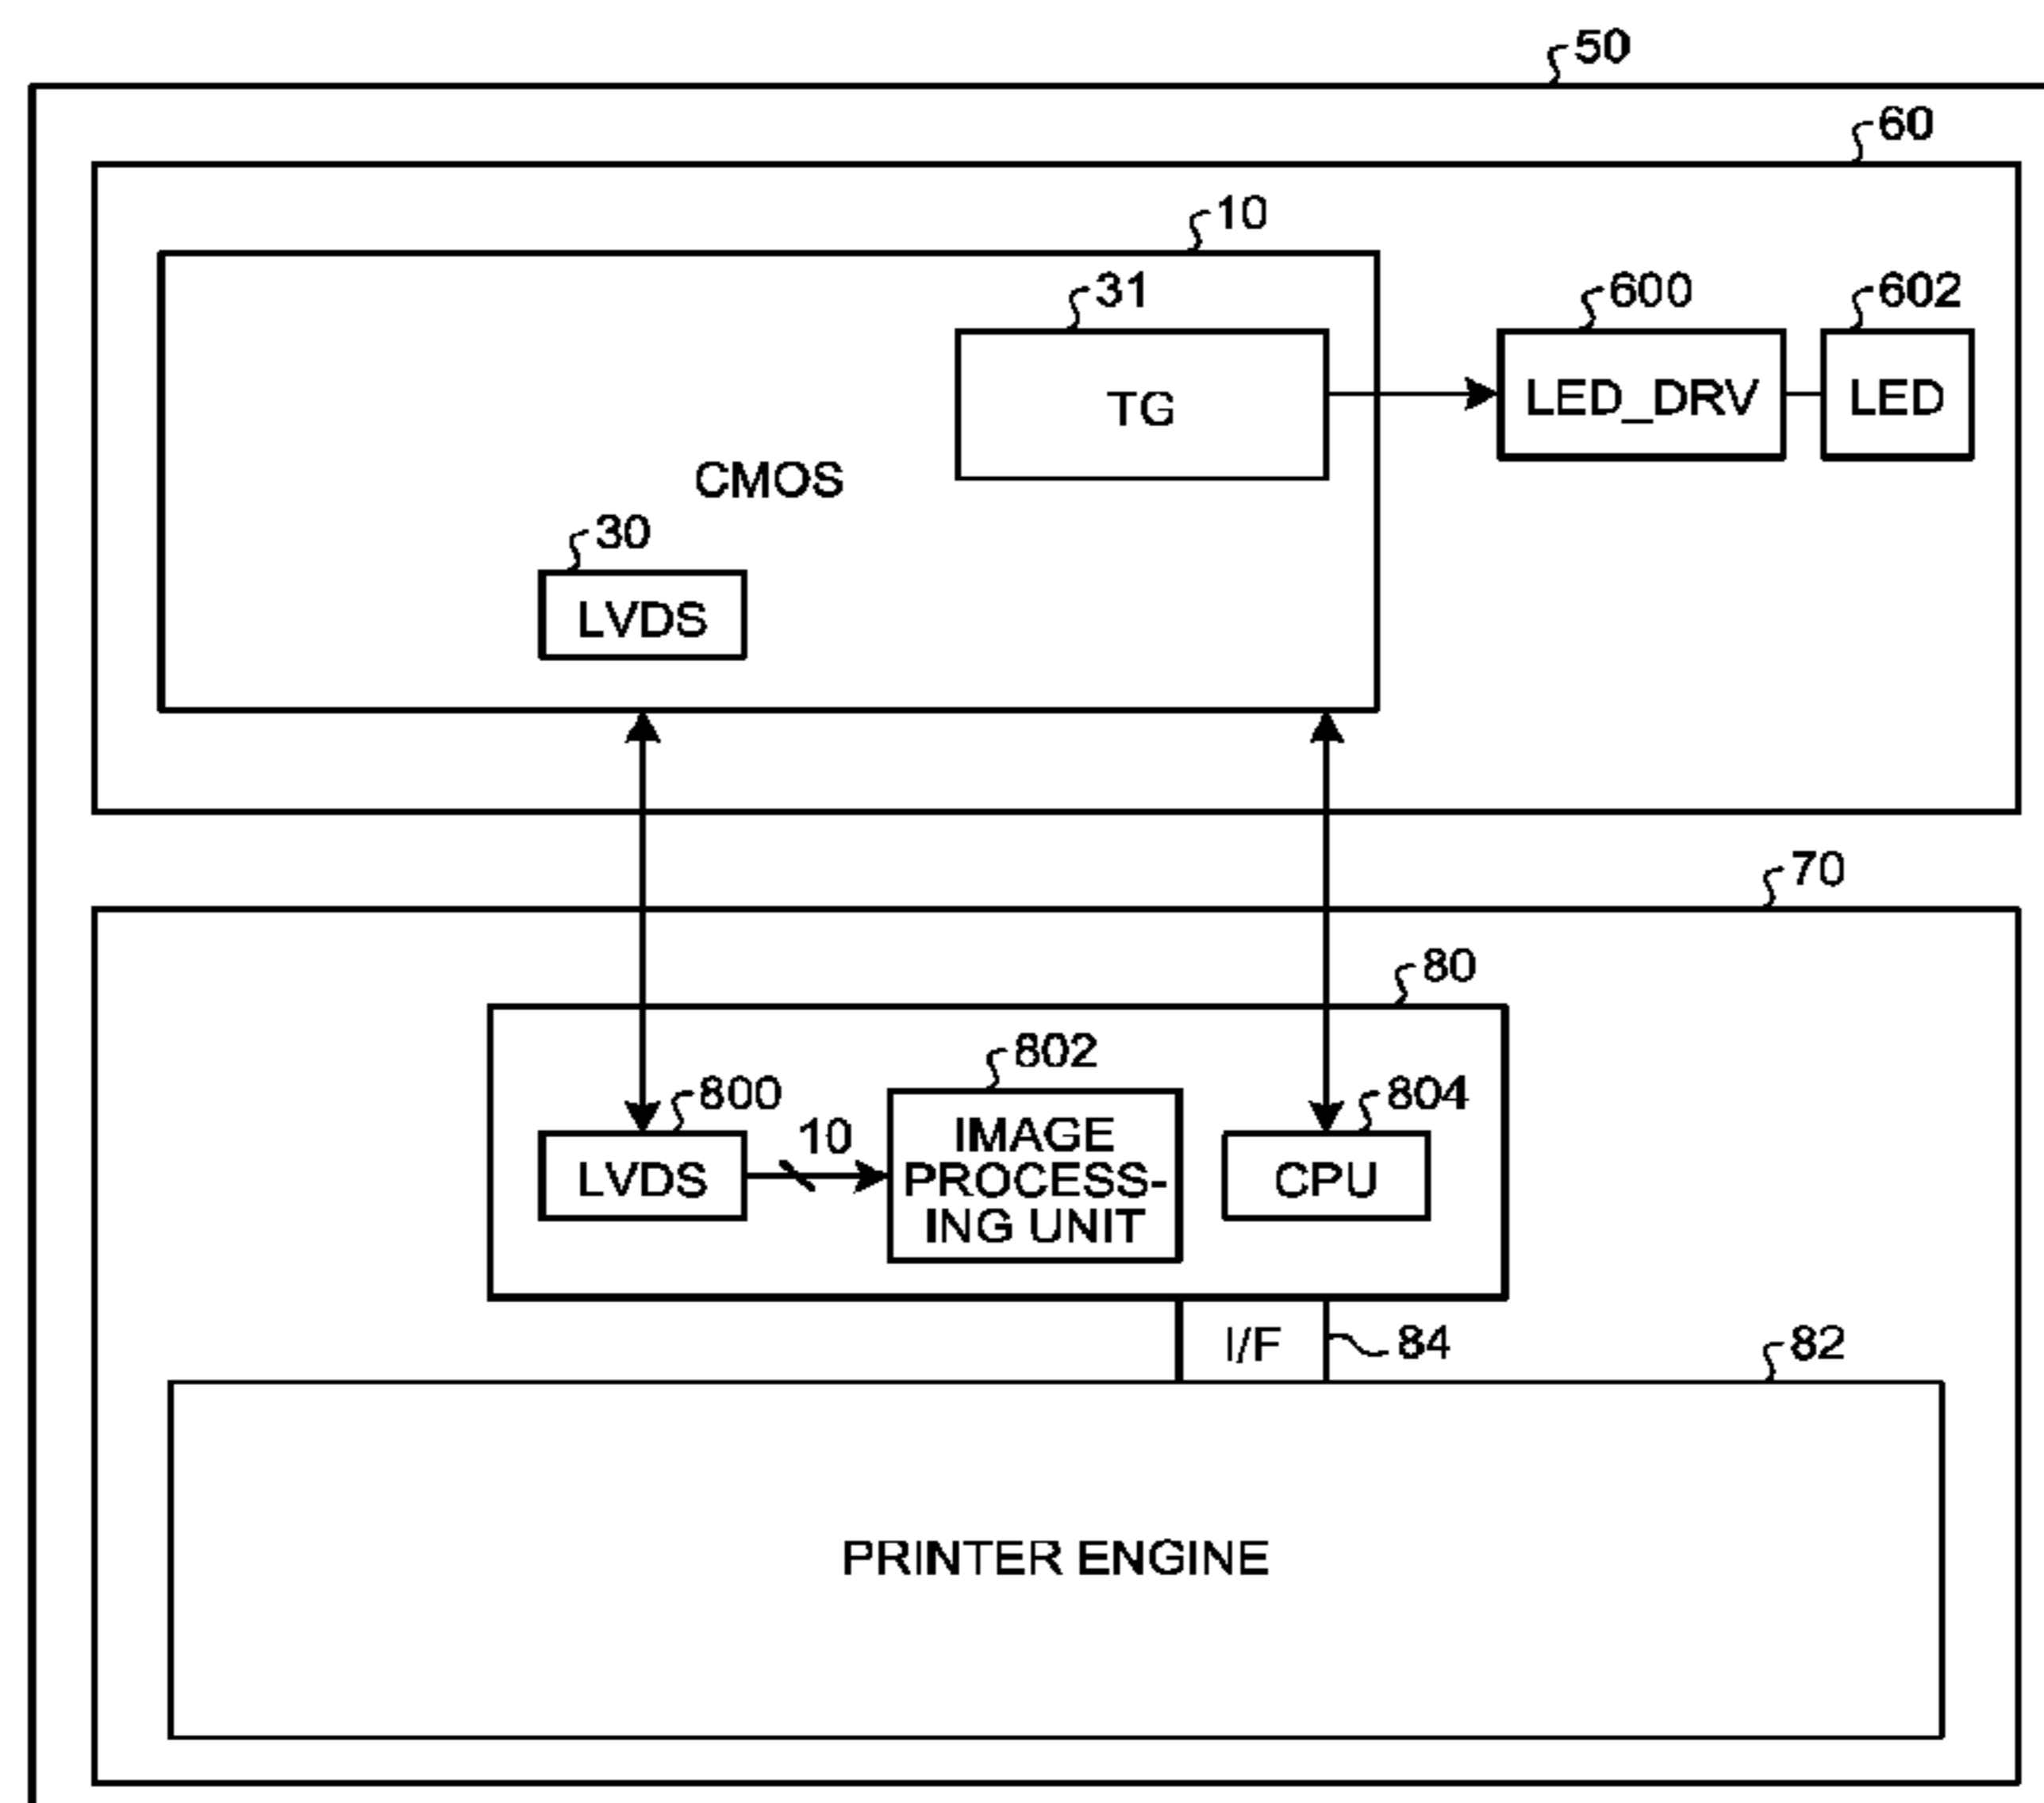 50
60
10
31
600
602
TG
LED_DRV
LED
CMOS
30
LVDS
70
80
802
800
804
10
IMAGE
PROCESS-
ING UNIT
LVDS
CPU
I/F
84
82
PRINTER ENGINE